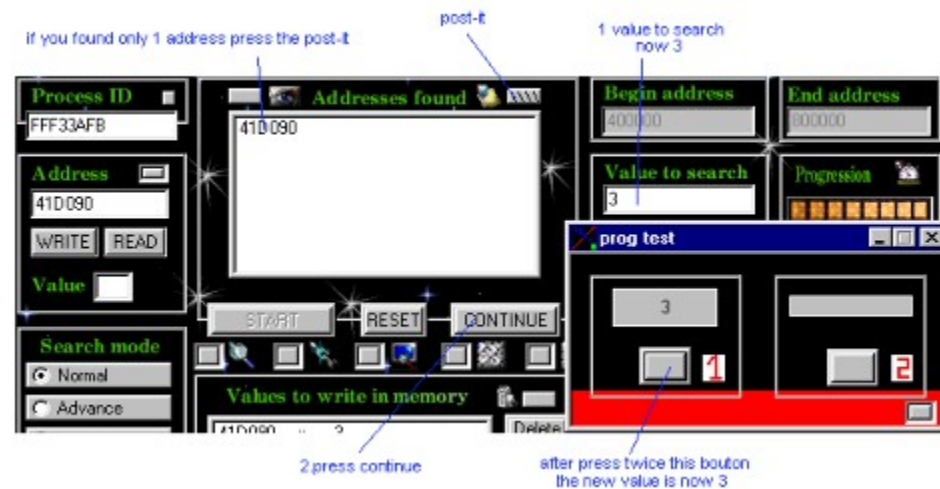 post-it
if you found only 1 address press the post-it
1 value to search
now 3
Process ID
FFF33AFB
Addresses found
41D090
Begin address
400000
End address
800000
Address
41D090
WRITE
READ
Value
Value to search
3
Progression
prog test
3
1
2
START
RESET
CONTINUE
Search mode
Normal
Advance
Values to write in memory
41D090
Delete
2.press continue
after press twice this bouton
the new value is now 3